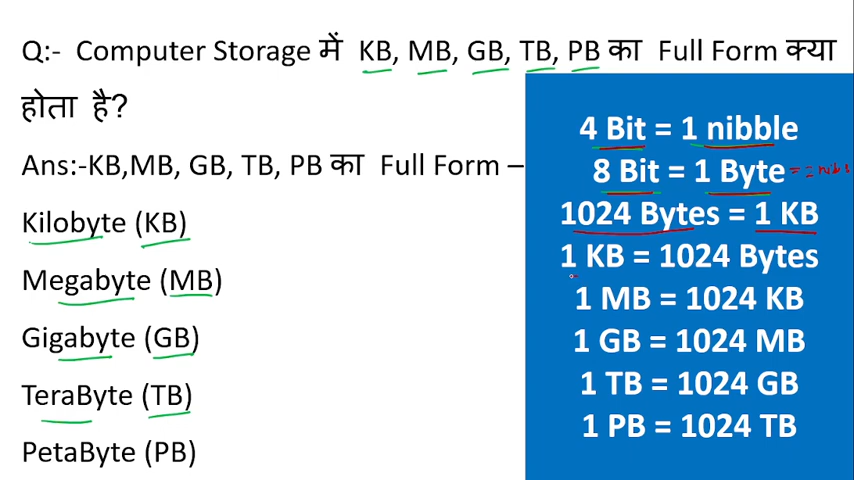 Q:- Computer Storage में KB, MB, GB, TB, PB का Full Form क्या
होता है?
Ans:-KB,MB, GB, TB, PB का Full Form –
Kilobyte (KB)
Megabyte (MB)
Gigabyte (GB)
TeraByte (TB)
PetaByte (PB)
4 Bit = 1 nibble
8 Bit = 1 Byte
1024 Bytes = 1 KB
1 KB = 1024 Bytes
1 MB = 1024 KB
1 GB = 1024 MB
1 TB = 1024 GB
1 PB = 1024 TB